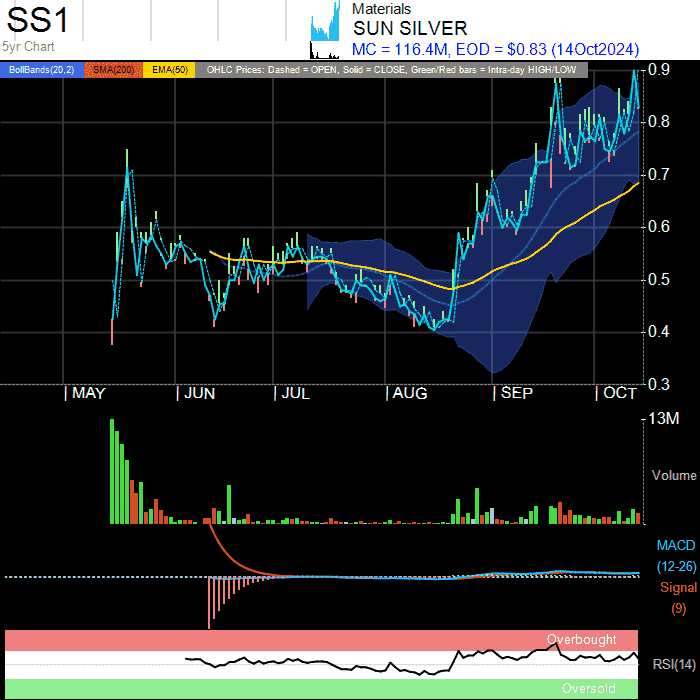 SS1
5yr Chart
Materials
SUN SILVER
MC = 116.4M, EOD = $0.83 (14Oct2024)
BollBands(20,2) SMA(200) EMA(50) OHLC Prices: Dashed = OPEN, Solid = CLOSE, Green/Red bars = Intra-day HIGH/LOW
0.9
0.8
0.7
0.6
0.5
0.4
0.3
| MAY | JUN | JUL | AUG | SEP | OCT
13M
Volume
MACD
(12-26)
Signal
(9)
Overbought
RSI(14)
Oversold